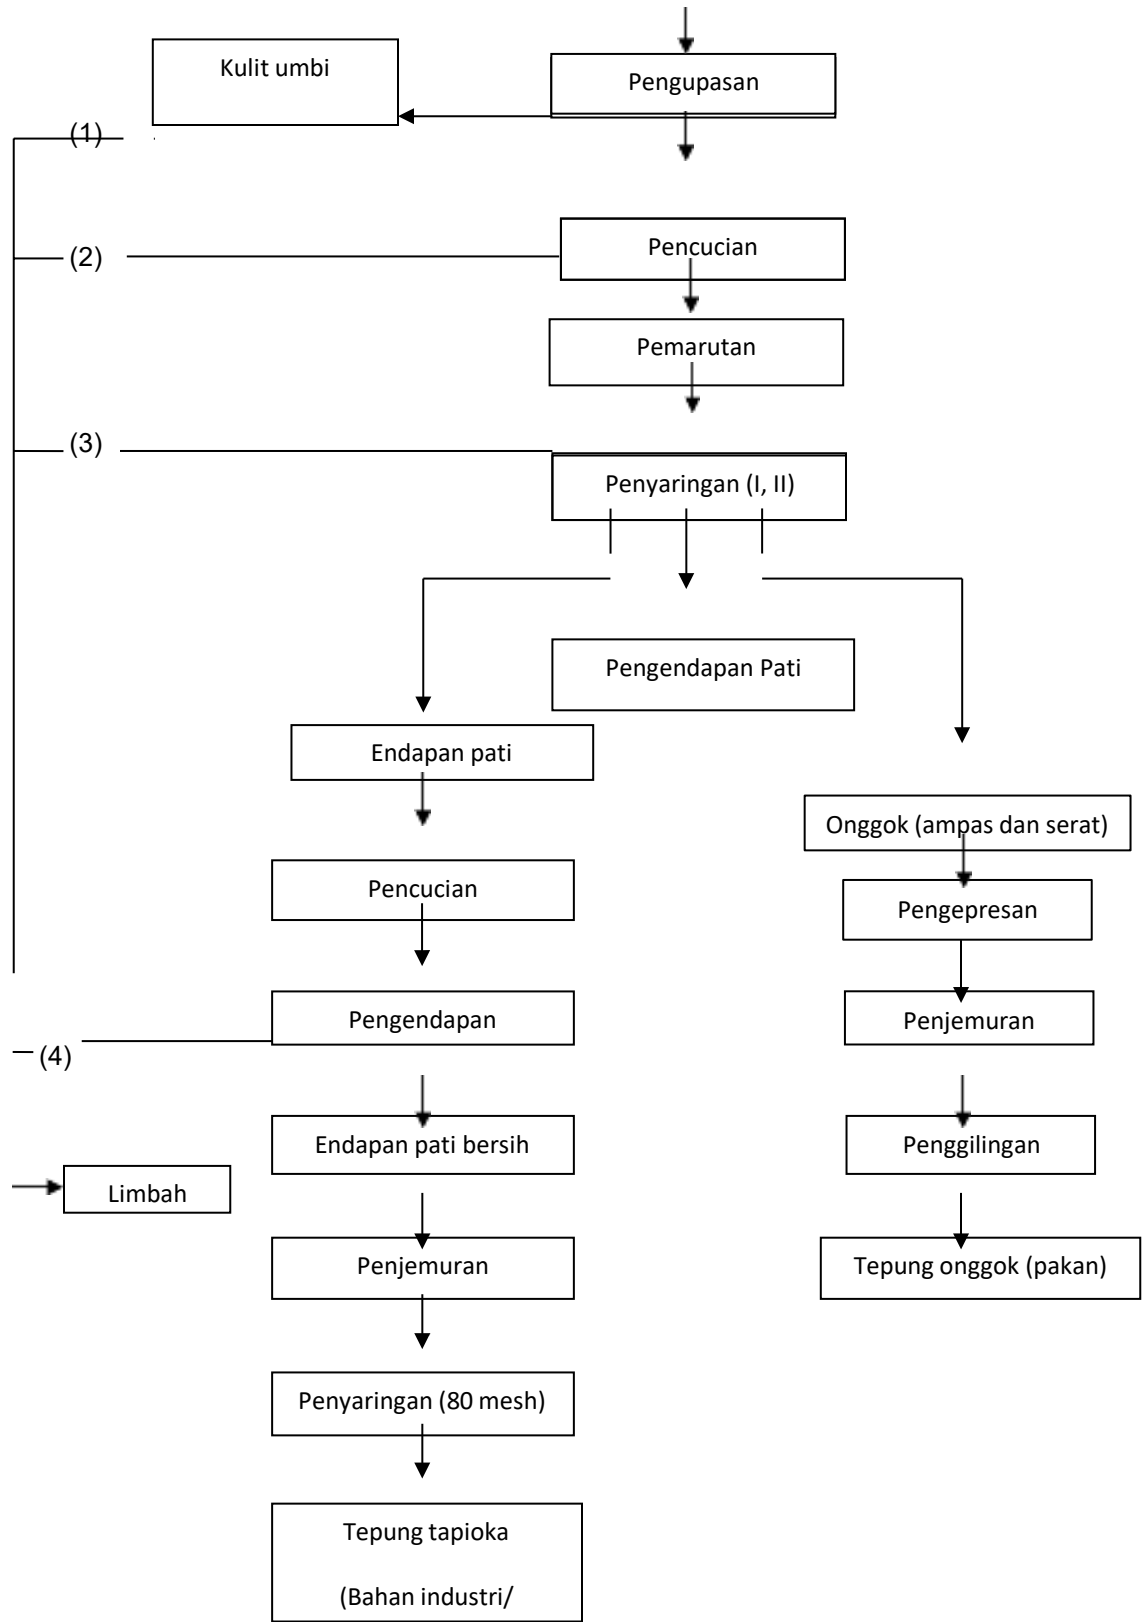 Kulit umbi
Pengupasan
(1)
(2)
Pencucian
Pemarutan
(3)
Penyaringan (I, II)
Pengendapan Pati
Endapan pati
Onggok (ampas dan serat)
Pencucian
Pengepresan
Pengendapan
Penjemuran
(4)
Endapan pati bersih
Penggilingan
Limbah
Penjemuran
Tepung onggok (pakan)
Penyaringan (80 mesh)
Tepung tapioka
(Bahan industri/